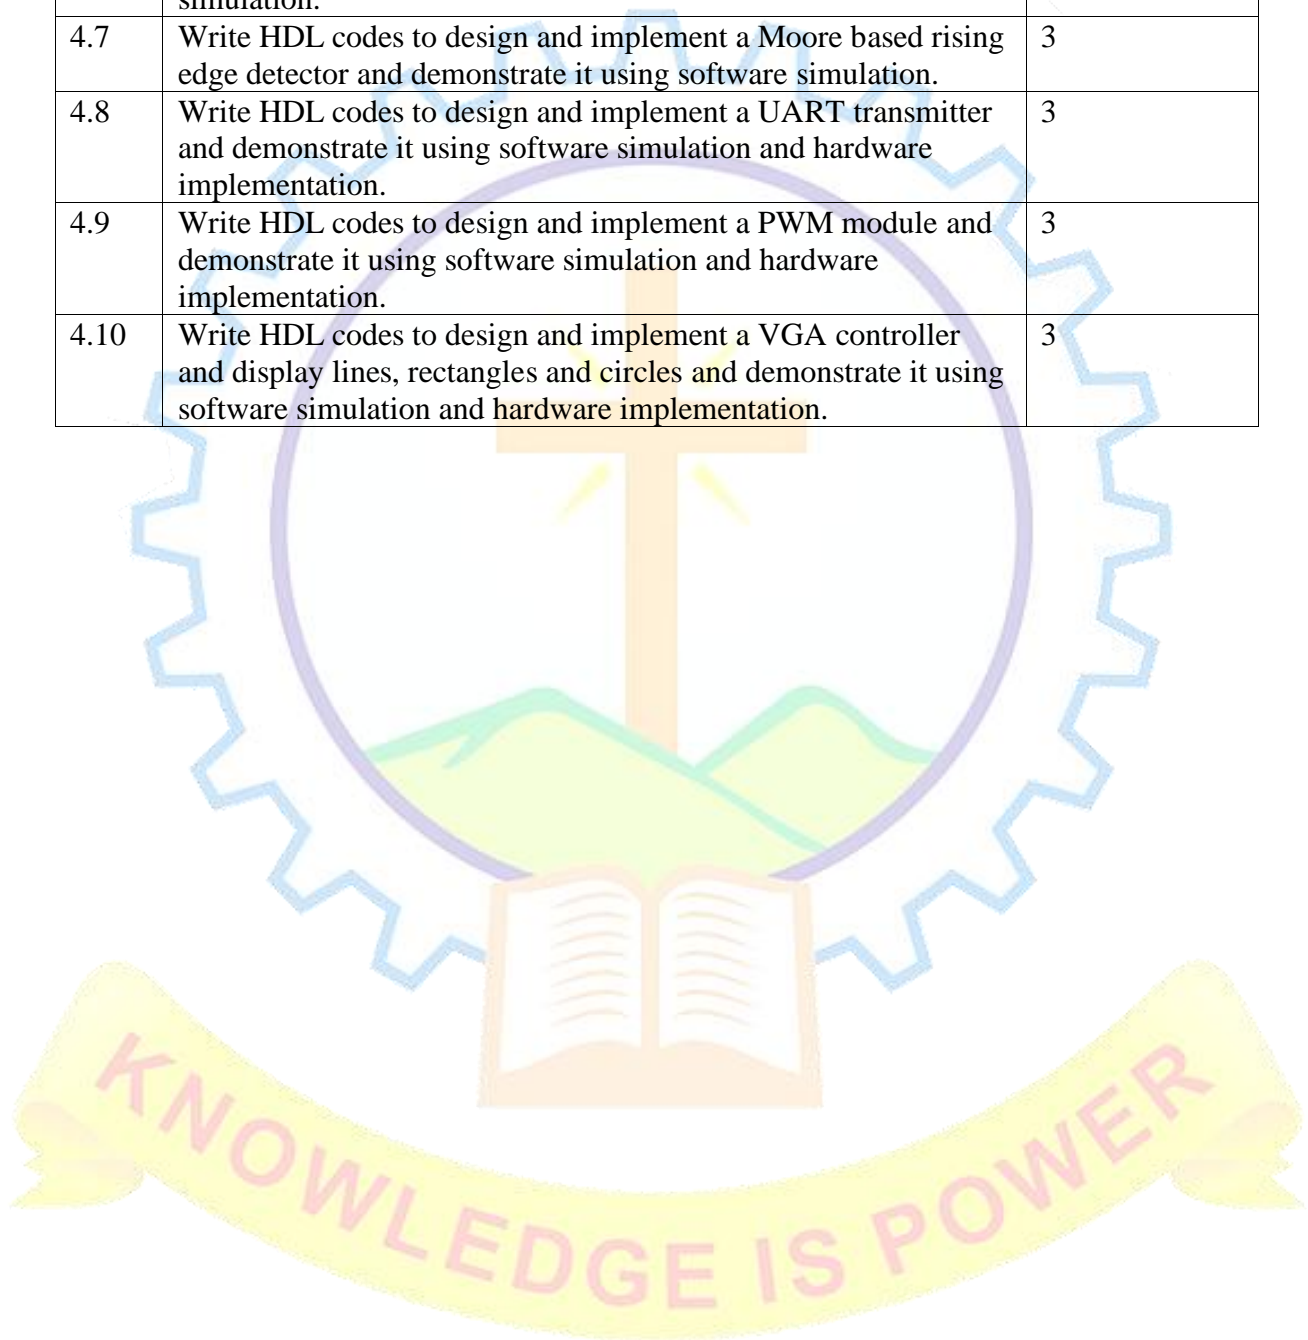 simulation.
4.7 Write HDL codes to design and implement a Moore based rising 3
edge detector and demonstrate it using software simulation.
4.8 Write HDL codes to design and implement a UART transmitter 3
and demonstrate it using software simulation and hardware
implementation.
4.9 Write HDL codes to design and implement a PWM module and 3
demonstrate it using software simulation and hardware
implementation.
4.10 Write HDL codes to design and implement a VGA controller 3
and display lines, rectangles and circles and demonstrate it using
software simulation and hardware implementation.
KNOWLEDGE IS POWER